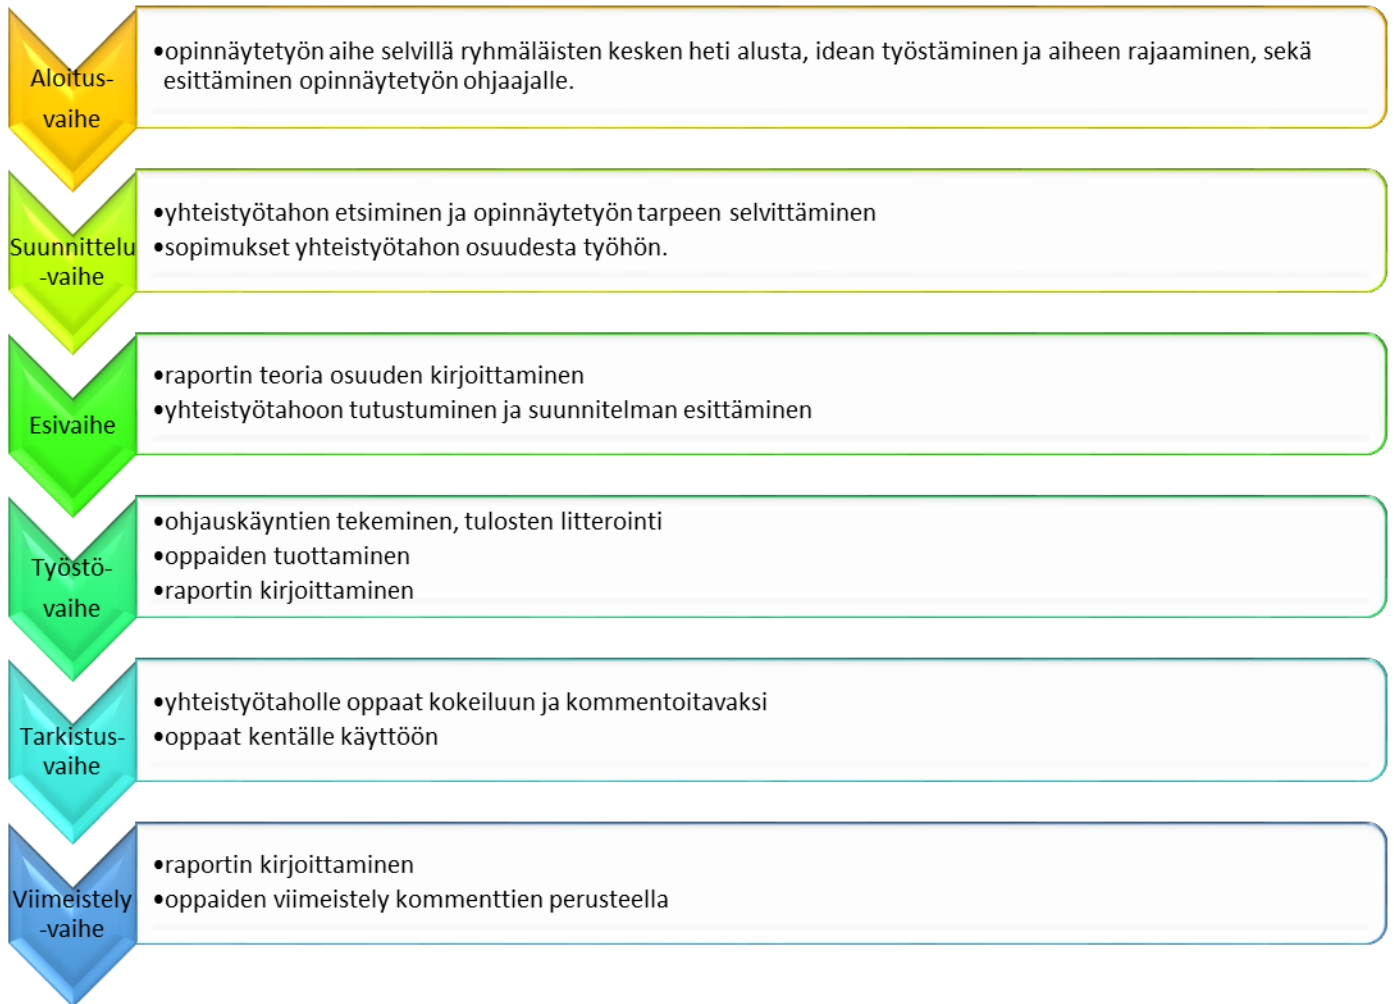 Aloitus-
vaihe
•opinnäytetyön aihe selvillä ryhmäläisten kesken heti alusta, idean työstäminen ja aiheen rajaaminen, sekä
esittäminen opinnäytetyön ohjaajalle.
Suunnittelu
-vaihe
•yhteistyötahon etsiminen ja opinnäytetyön tarpeen selvittäminen
•sopimukset yhteistyötahon osuudesta työhön.
Esivaihe
•raportin teoria osuuden kirjoittaminen
•yhteistyötahoon tutustuminen ja suunnitelman esittäminen
Työstö-
vaihe
•ohjauskäyntien tekeminen, tulosten litterointi
•oppaiden tuottaminen
•raportin kirjoittaminen
Tarkistus-
vaihe
•yhteistyötaholle oppaat kokeiluun ja kommentoitavaksi
•oppaat kentälle käyttöön
Viimeistely
-vaihe
•raportin kirjoittaminen
•oppaiden viimeistely kommenttien perusteella